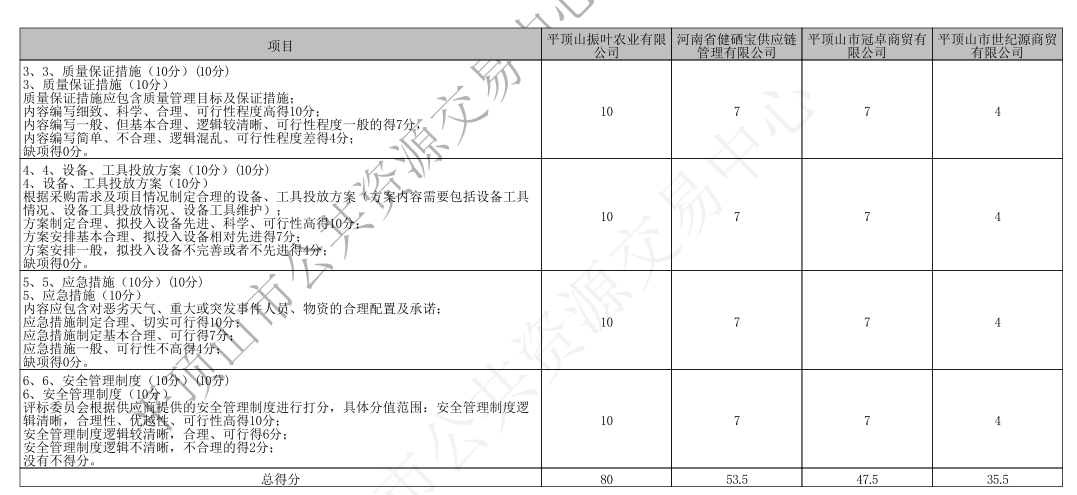 项目
平顶山振叶农业有限
公司
河南省健硒宝供应链
管理有限公司
平顶山市冠卓商贸有
限公司
平顶山市世纪源商贸
有限公司
3、3、质量保证措施（10分）(10分)
3、质量保证措施（10分）
质量保证措施应包含质量管理目标及保证措施；
内容编写细致、科学、合理、可行性程度高得10分；
内容编写一般、但基本合理、逻辑较清晰、可行性程度一般的得7分；
内容编写简单、不合理、逻辑混乱、可行性程度差得4分；
缺项得0分。
10
7
7
4
4、4、设备、工具投放方案（10分）(10分)
4、设备、工具投放方案（10分）
根据采购需求及项目情况制定合理的设备、工具投放方案（方案内容需要包括设备工具
情况、设备工具投放情况、设备工具维护）；
方案制定合理、拟投入设备先进、科学、可行性高得10分；
方案安排基本合理、拟投入设备相对先进得7分；
方案安排一般，拟投入设备不完善或者不先进得4分；
缺项得0分。
10
7
7
4
5、5、应急措施（10分）(10分)
5、应急措施（10分）
内容应包含对恶劣天气、重大或突发事件人员、物资的合理配置及承诺；
应急措施制定合理、切实可行得10分；
应急措施制定基本合理、可行得7分；
应急措施一般、可行性不高得4分；
缺项得0分。
10
7
7
4
6、6、安全管理制度（10分）(10分)
6、安全管理制度（10分）
评标委员会根据供应商提供的安全管理制度进行打分，具体分值范围：安全管理制度逻
辑清晰，合理性、优越性、可行性高得10分；
安全管理制度逻辑较清晰，合理、可行得6分；
安全管理制度逻辑不清晰，不合理的得2分；
没有不得分。
10
7
7
4
总得分
80
53.5
47.5
35.5
平顶山市公共资源交易中心
市公共资源交易中心